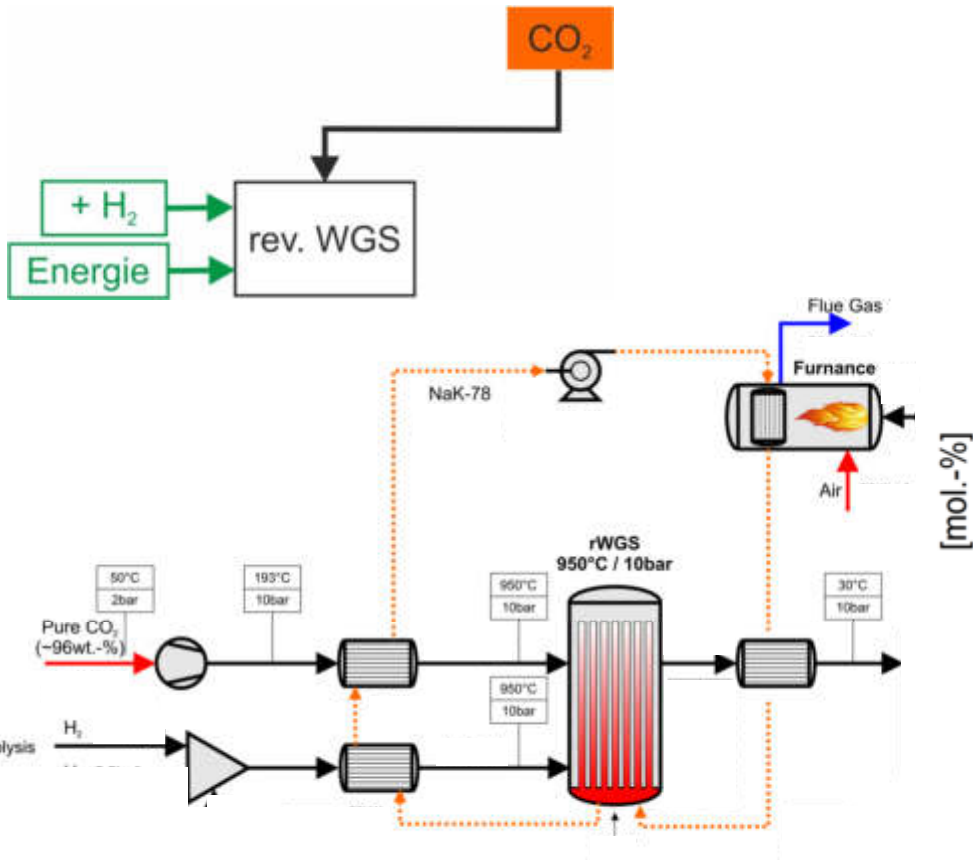 CO₂
+ H₂
rev. WGS
Energie
Flue Gas
Furnance
NaK-78
[mol.-%]
Air
rWGS
950°C / 10bar
50°C
2bar
193°C
10bar
950°C
10bar
30°C
10bar
Pure CO₂
(~96wt.-%)
950°C
10bar
H₂
olysis